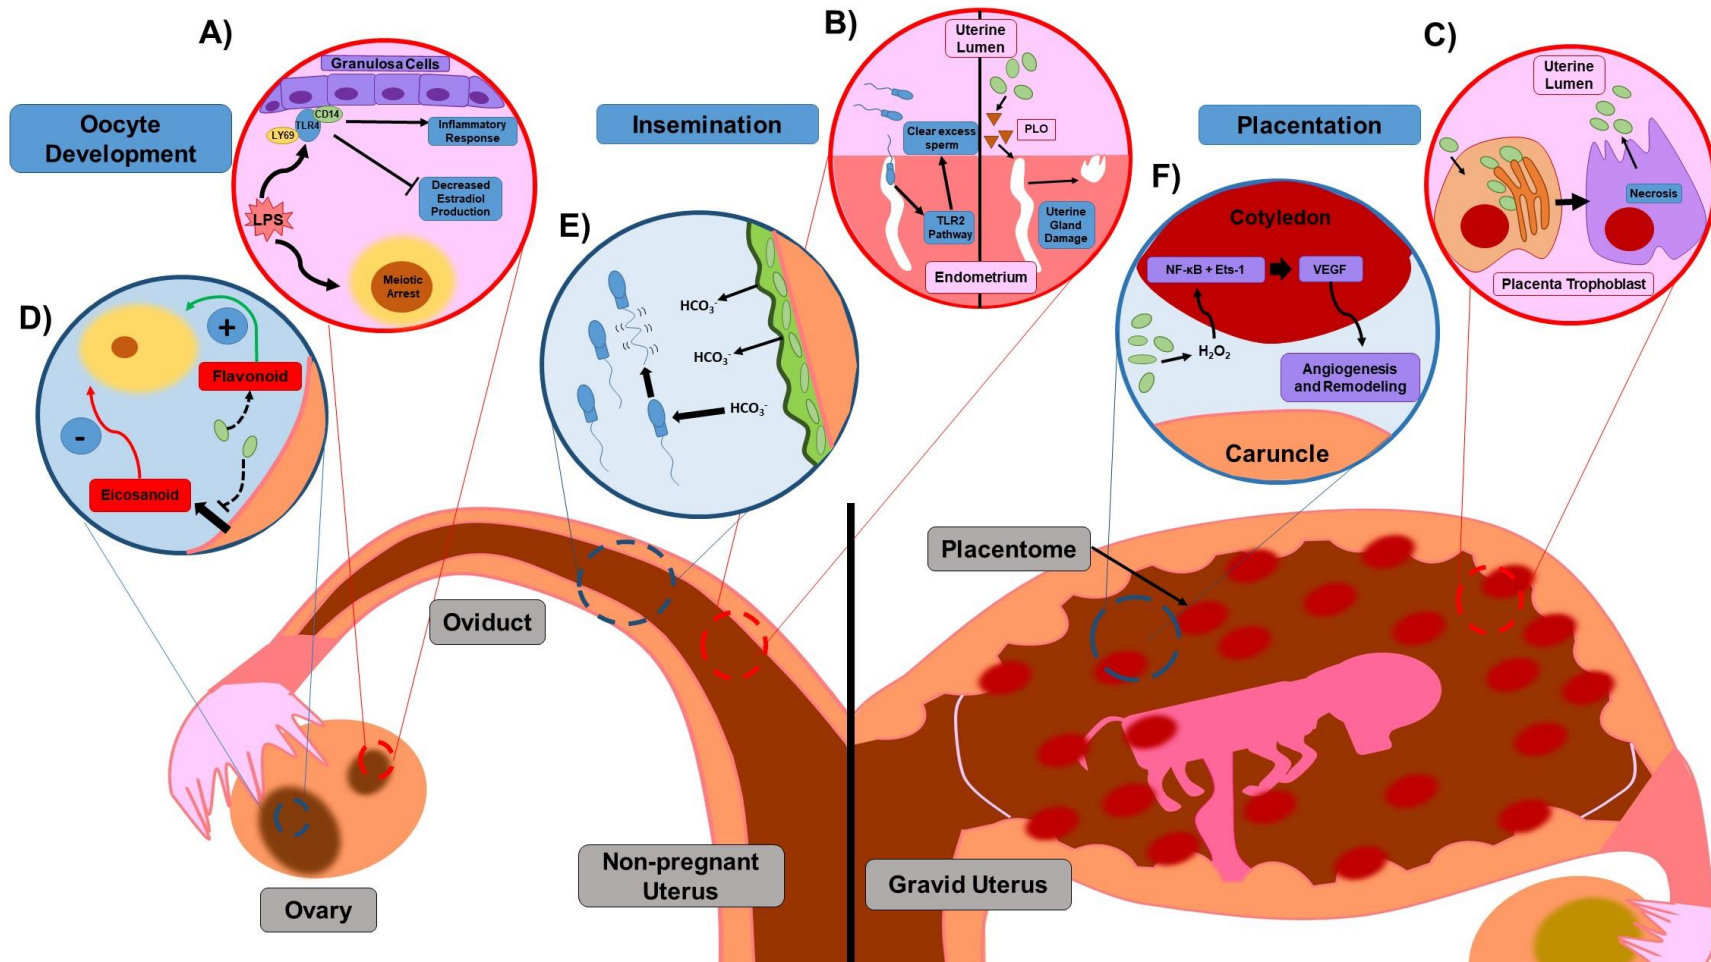 A)
Oocyte
Development
Granulosa Cells
CD14
TLR4
LY69
Inflammatory
Response
Decreased
Estradiol
Production
LPS
Meiotic
Arrest
B)
Insemination
Uterine
Lumen
Clear excess
sperm
PLO
TLR2
Pathway
Uterine
Gland
Damage
Endometrium
C)
Placentation
Uterine
Lumen
Necrosis
Placenta Trophoblast
D)
+
Flavonoid
-
Eicosanoid
E)
HCO₃⁻
HCO₃⁻
HCO₃⁻
F)
Cotyledon
NF-κB + Ets-1
VEGF
H₂O₂
Angiogenesis
and Remodeling
Caruncle
Placentome
Oviduct
Non-pregnant
Uterus
Gravid Uterus
Ovary